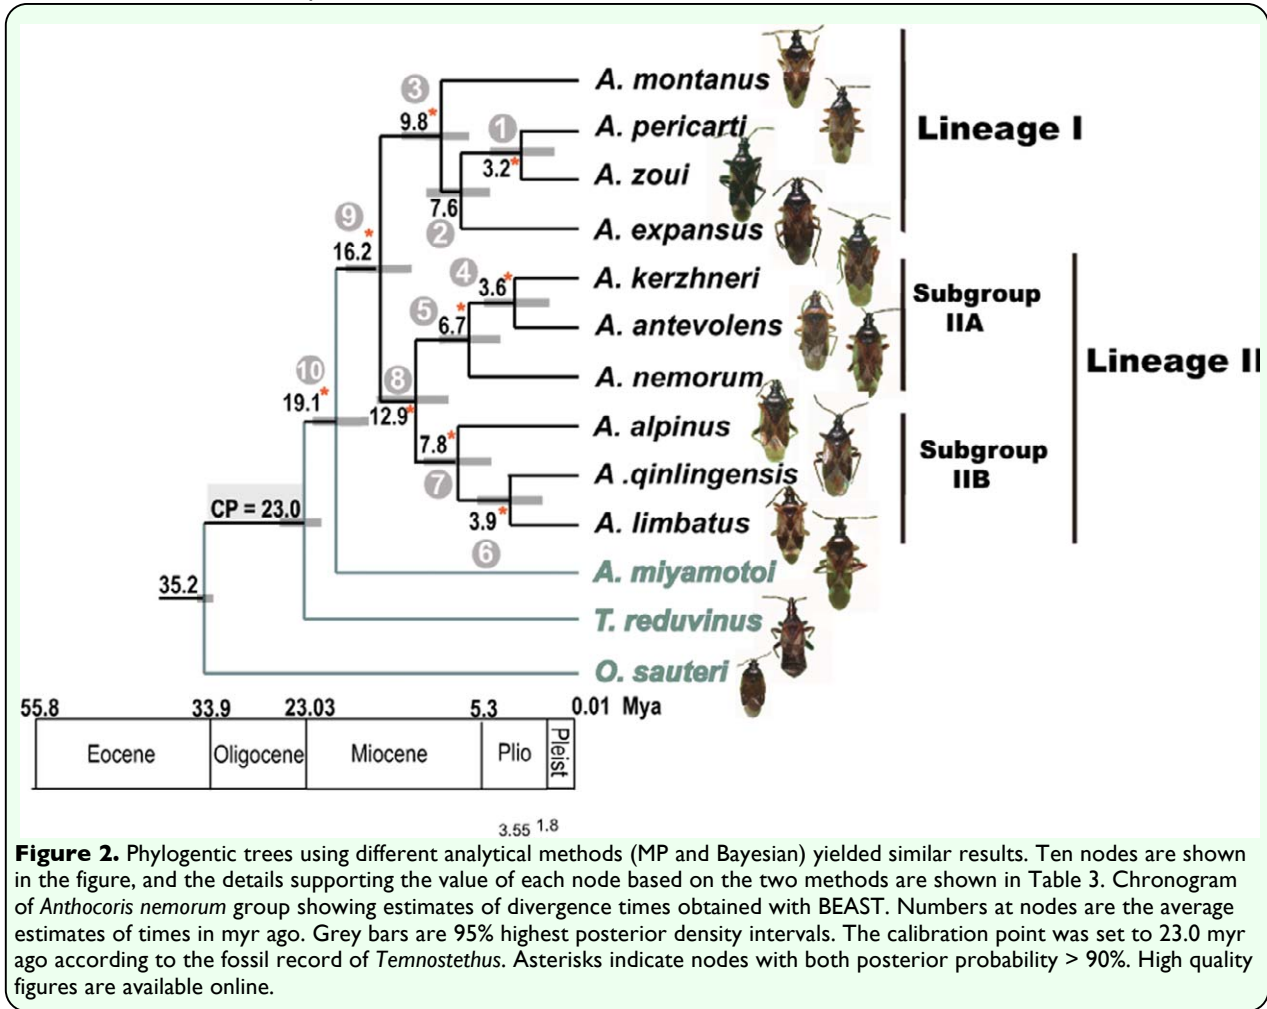 3
A. montanus
9.8*
1
A. pericarti
Lineage I
3.2*
A. zoui
7.6
2
A. expansus
9
16.2*
4
3.6*
A. kerzhneri
Subgroup
IIA
5
6.7*
A. antevolens
Lineage II
10
8
A. nemorum
19.1*
12.9*
7.8*
A. alpinus
Subgroup
IIB
7
A .qinlingensis
CP = 23.0
3.9*
A. limbatus
6
A. miyamotoi
35.2
T. reduvinus
O. sauteri
55.8 33.9 23.03 5.3 0.01 Mya
Eocene Oligocene Miocene Plio Pleist
3.55 1.8
Figure 2. Phylogentic trees using different analytical methods (MP and Bayesian) yielded similar results. Ten nodes are shown
in the figure, and the details supporting the value of each node based on the two methods are shown in Table 3. Chronogram
of Anthocoris nemorum group showing estimates of divergence times obtained with BEAST. Numbers at nodes are the average
estimates of times in myr ago. Grey bars are 95% highest posterior density intervals. The calibration point was set to 23.0 myr
ago according to the fossil record of Temnostethus. Asterisks indicate nodes with both posterior probability > 90%. High quality
figures are available online.